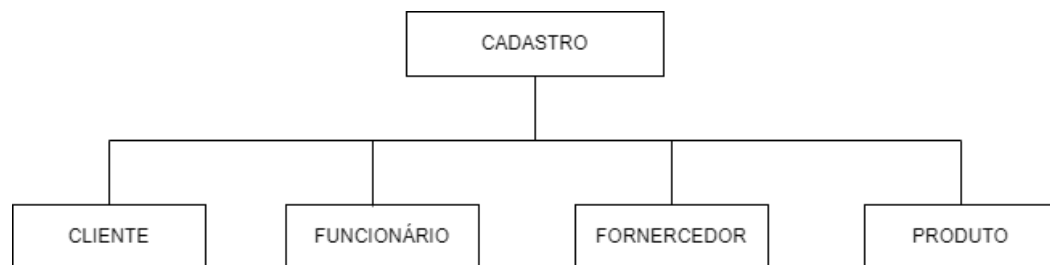 CADASTRO
CLIENTE
FUNCIONÁRIO
FORNERCEDOR
PRODUTO